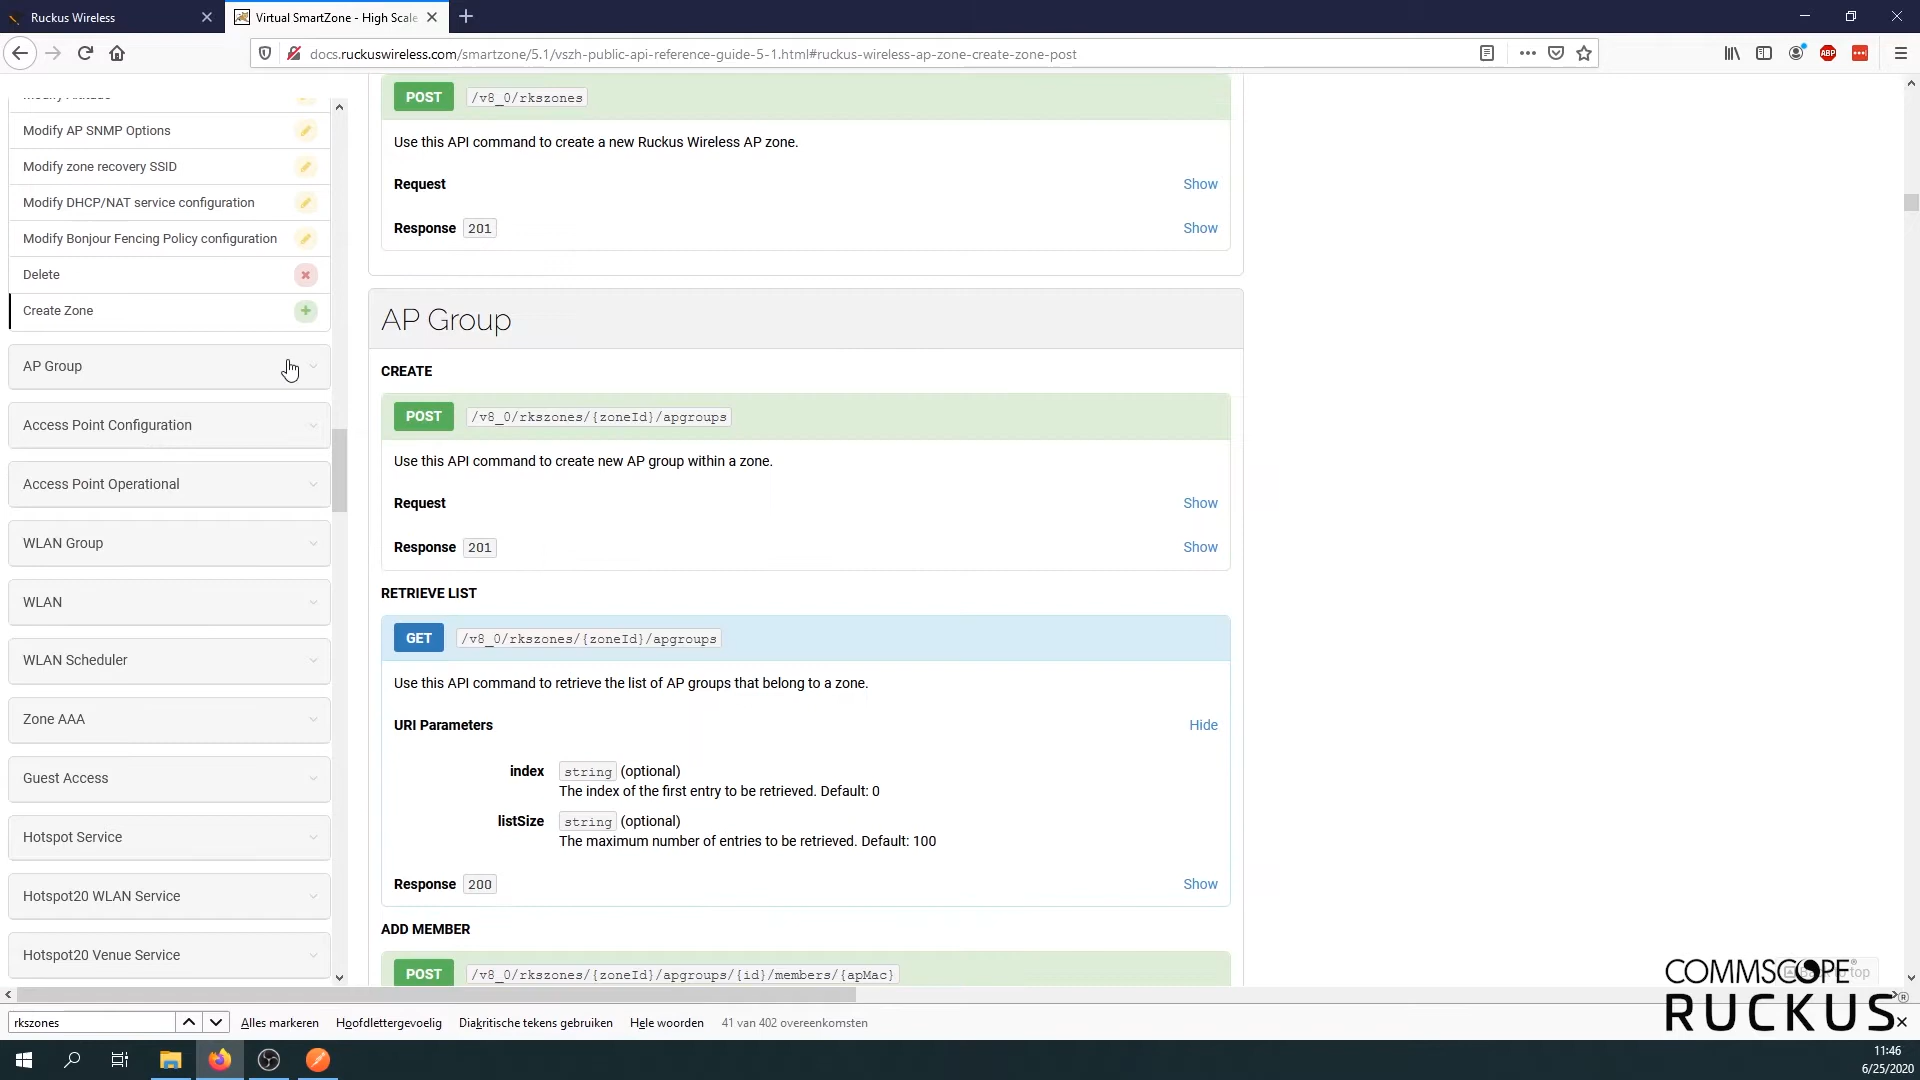 Ruckus Wireless
Virtual SmartZone - High Scale
docs.ruckuswireless.com/smartzone/5.1/vszh-public-api-reference-guide-5-1.html#ruckus-wireless-ap-zone-create-zone-post
ABP
Modify AP SNMP Options
Modify zone recovery SSID
Modify DHCP/NAT service configuration
Modify Bonjour Fencing Policy configuration
Delete
Create Zone
AP Group
Access Point Configuration
Access Point Operational
WLAN Group
WLAN
WLAN Scheduler
Zone AAA
Guest Access
Hotspot Service
Hotspot20 WLAN Service
Hotspot20 Venue Service
POST /v8_0/rkszones
Use this API command to create a new Ruckus Wireless AP zone.
Request Show
Response 201 Show
AP Group
CREATE
POST /v8_0/rkszones/{zoneId}/apgroups
Use this API command to create new AP group within a zone.
Request Show
Response 201 Show
RETRIEVE LIST
GET /v8_0/rkszones/{zoneId}/apgroups
Use this API command to retrieve the list of AP groups that belong to a zone.
URI Parameters Hide
index string (optional)
The index of the first entry to be retrieved. Default: 0
listSize string (optional)
The maximum number of entries to be retrieved. Default: 100
Response 200 Show
ADD MEMBER
POST /v8_0/rkszones/{zoneId}/apgroups/{id}/members/{apMac}
Back to top
COMMSCOPE®
RUCKUS®
rkszones Alles markeren Hoofdlettergevoelig Diakritische tekens gebruiken Hele woorden 41 van 402 overeenkomsten
11:46
6/25/2020